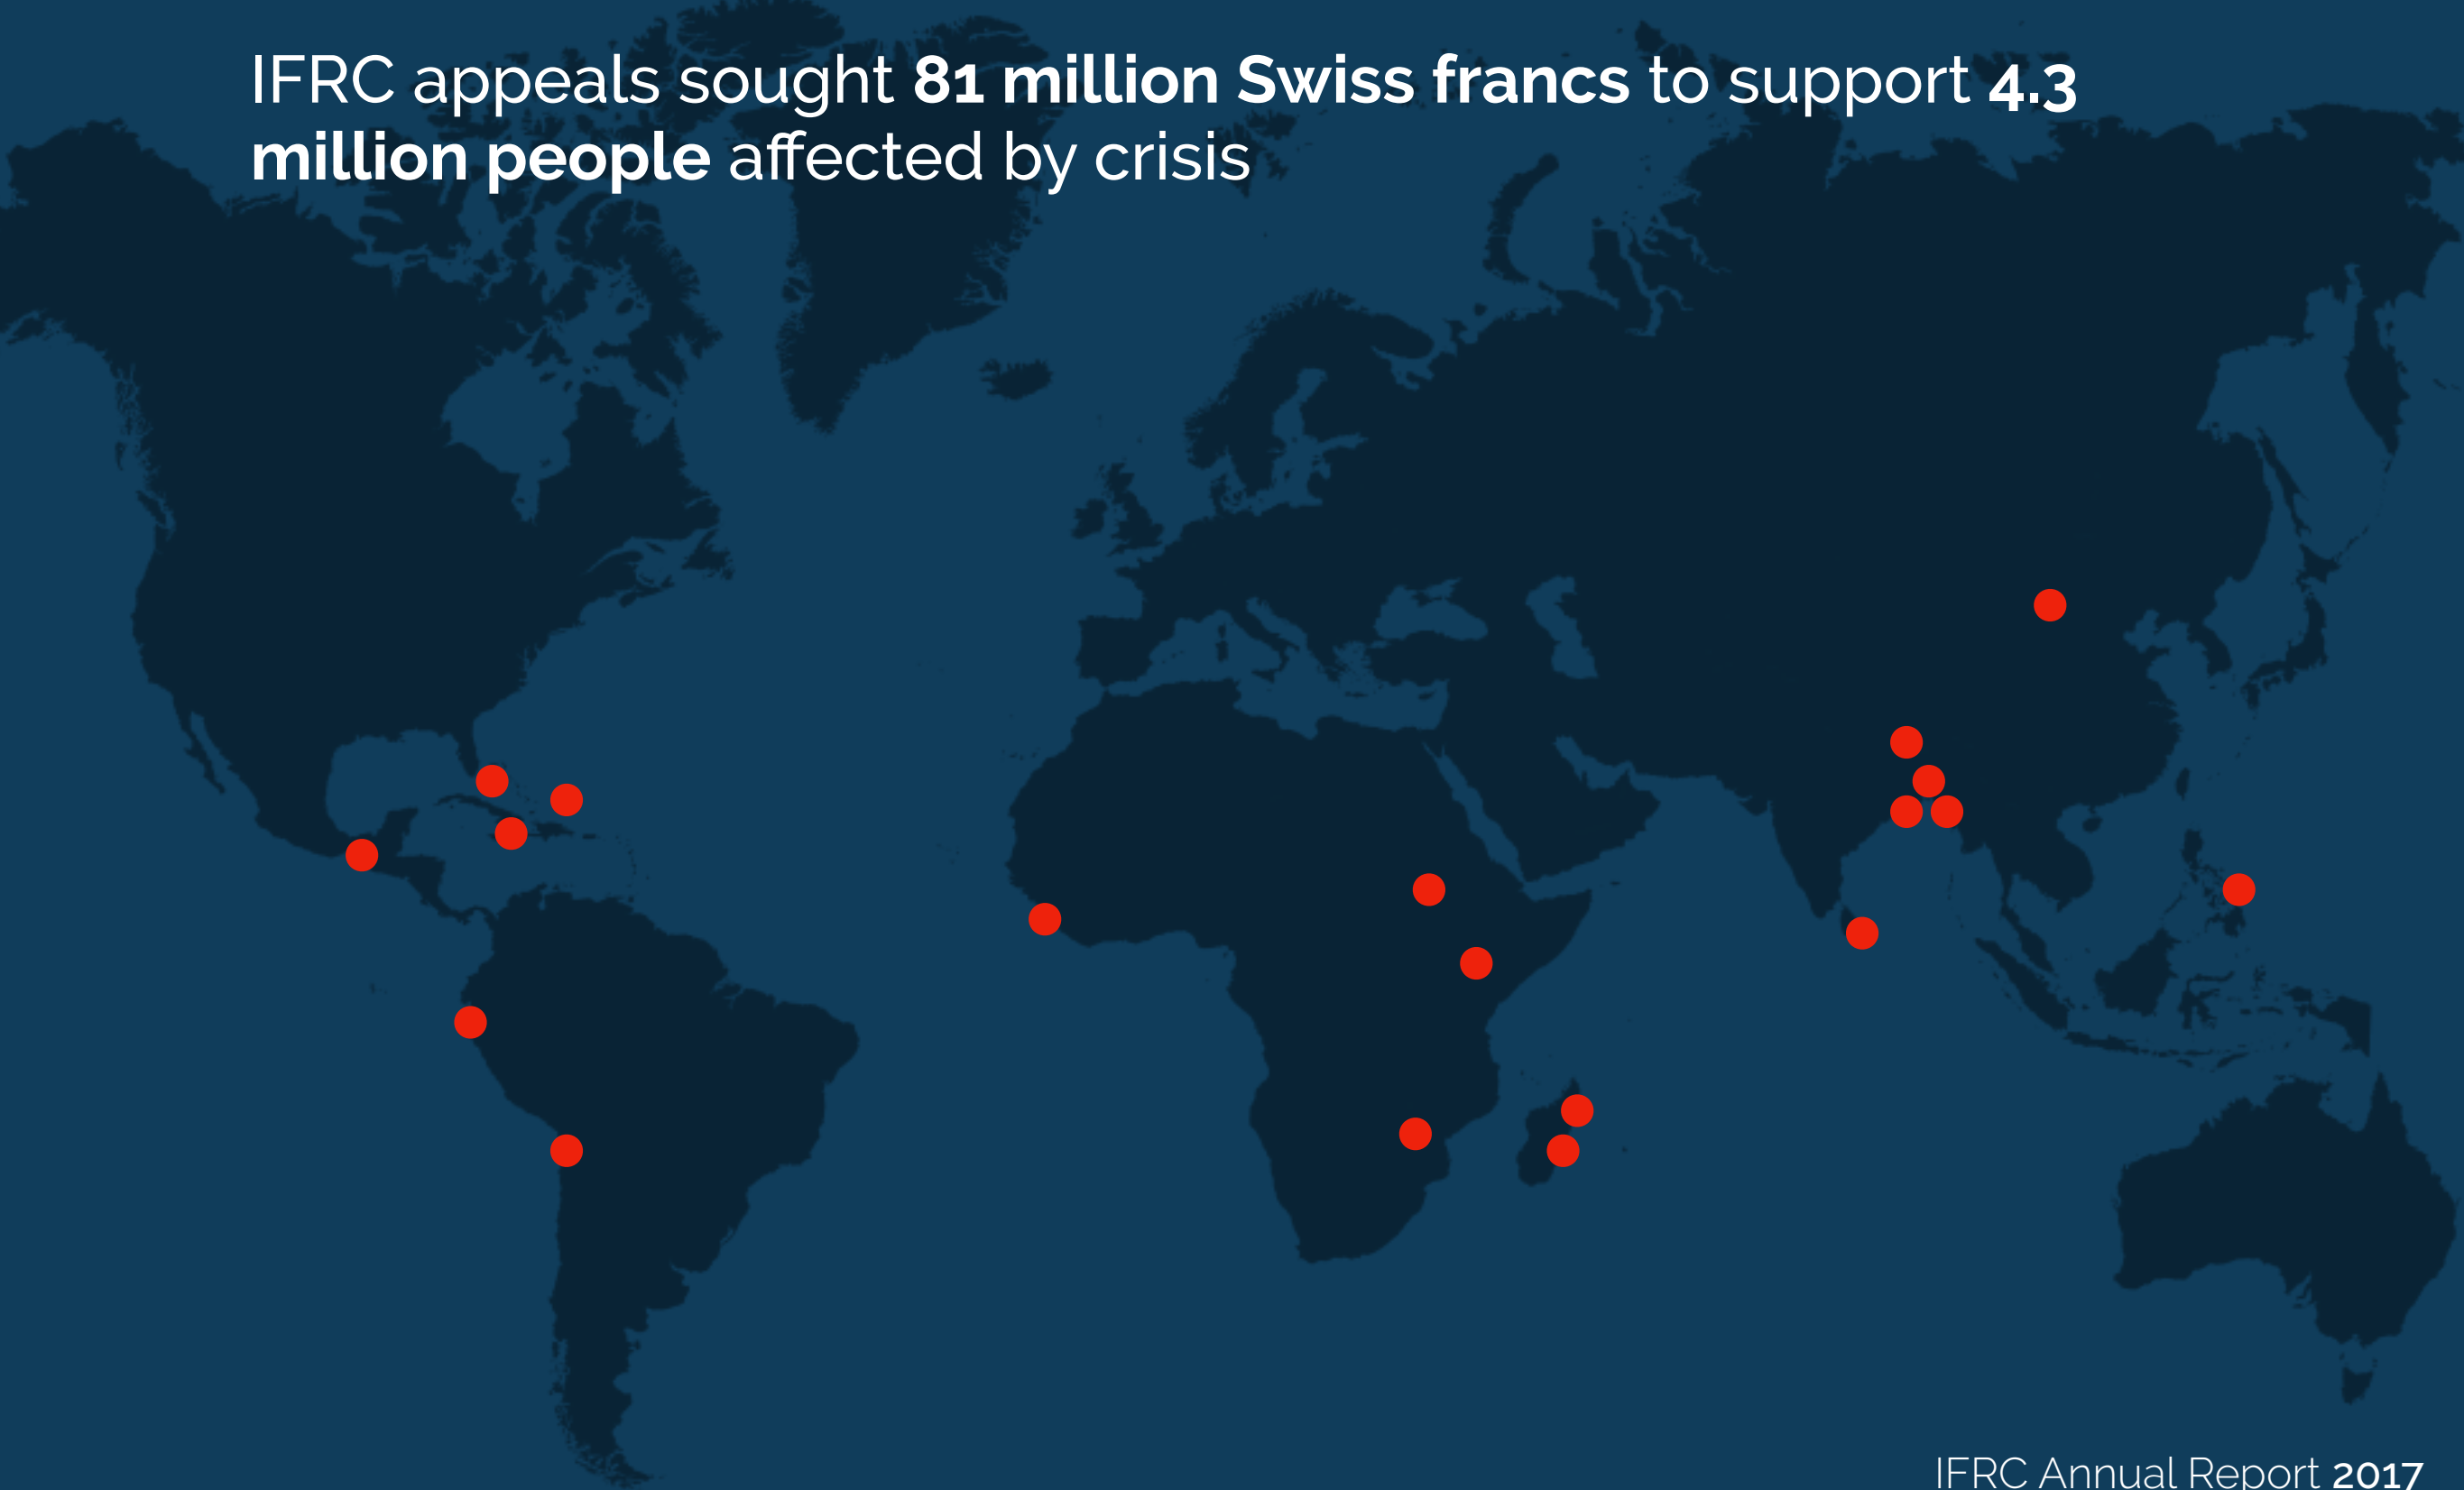 IFRC appeals sought 81 million Swiss francs to support 4.3
million people affected by crisis
IFRC Annual Report 2017